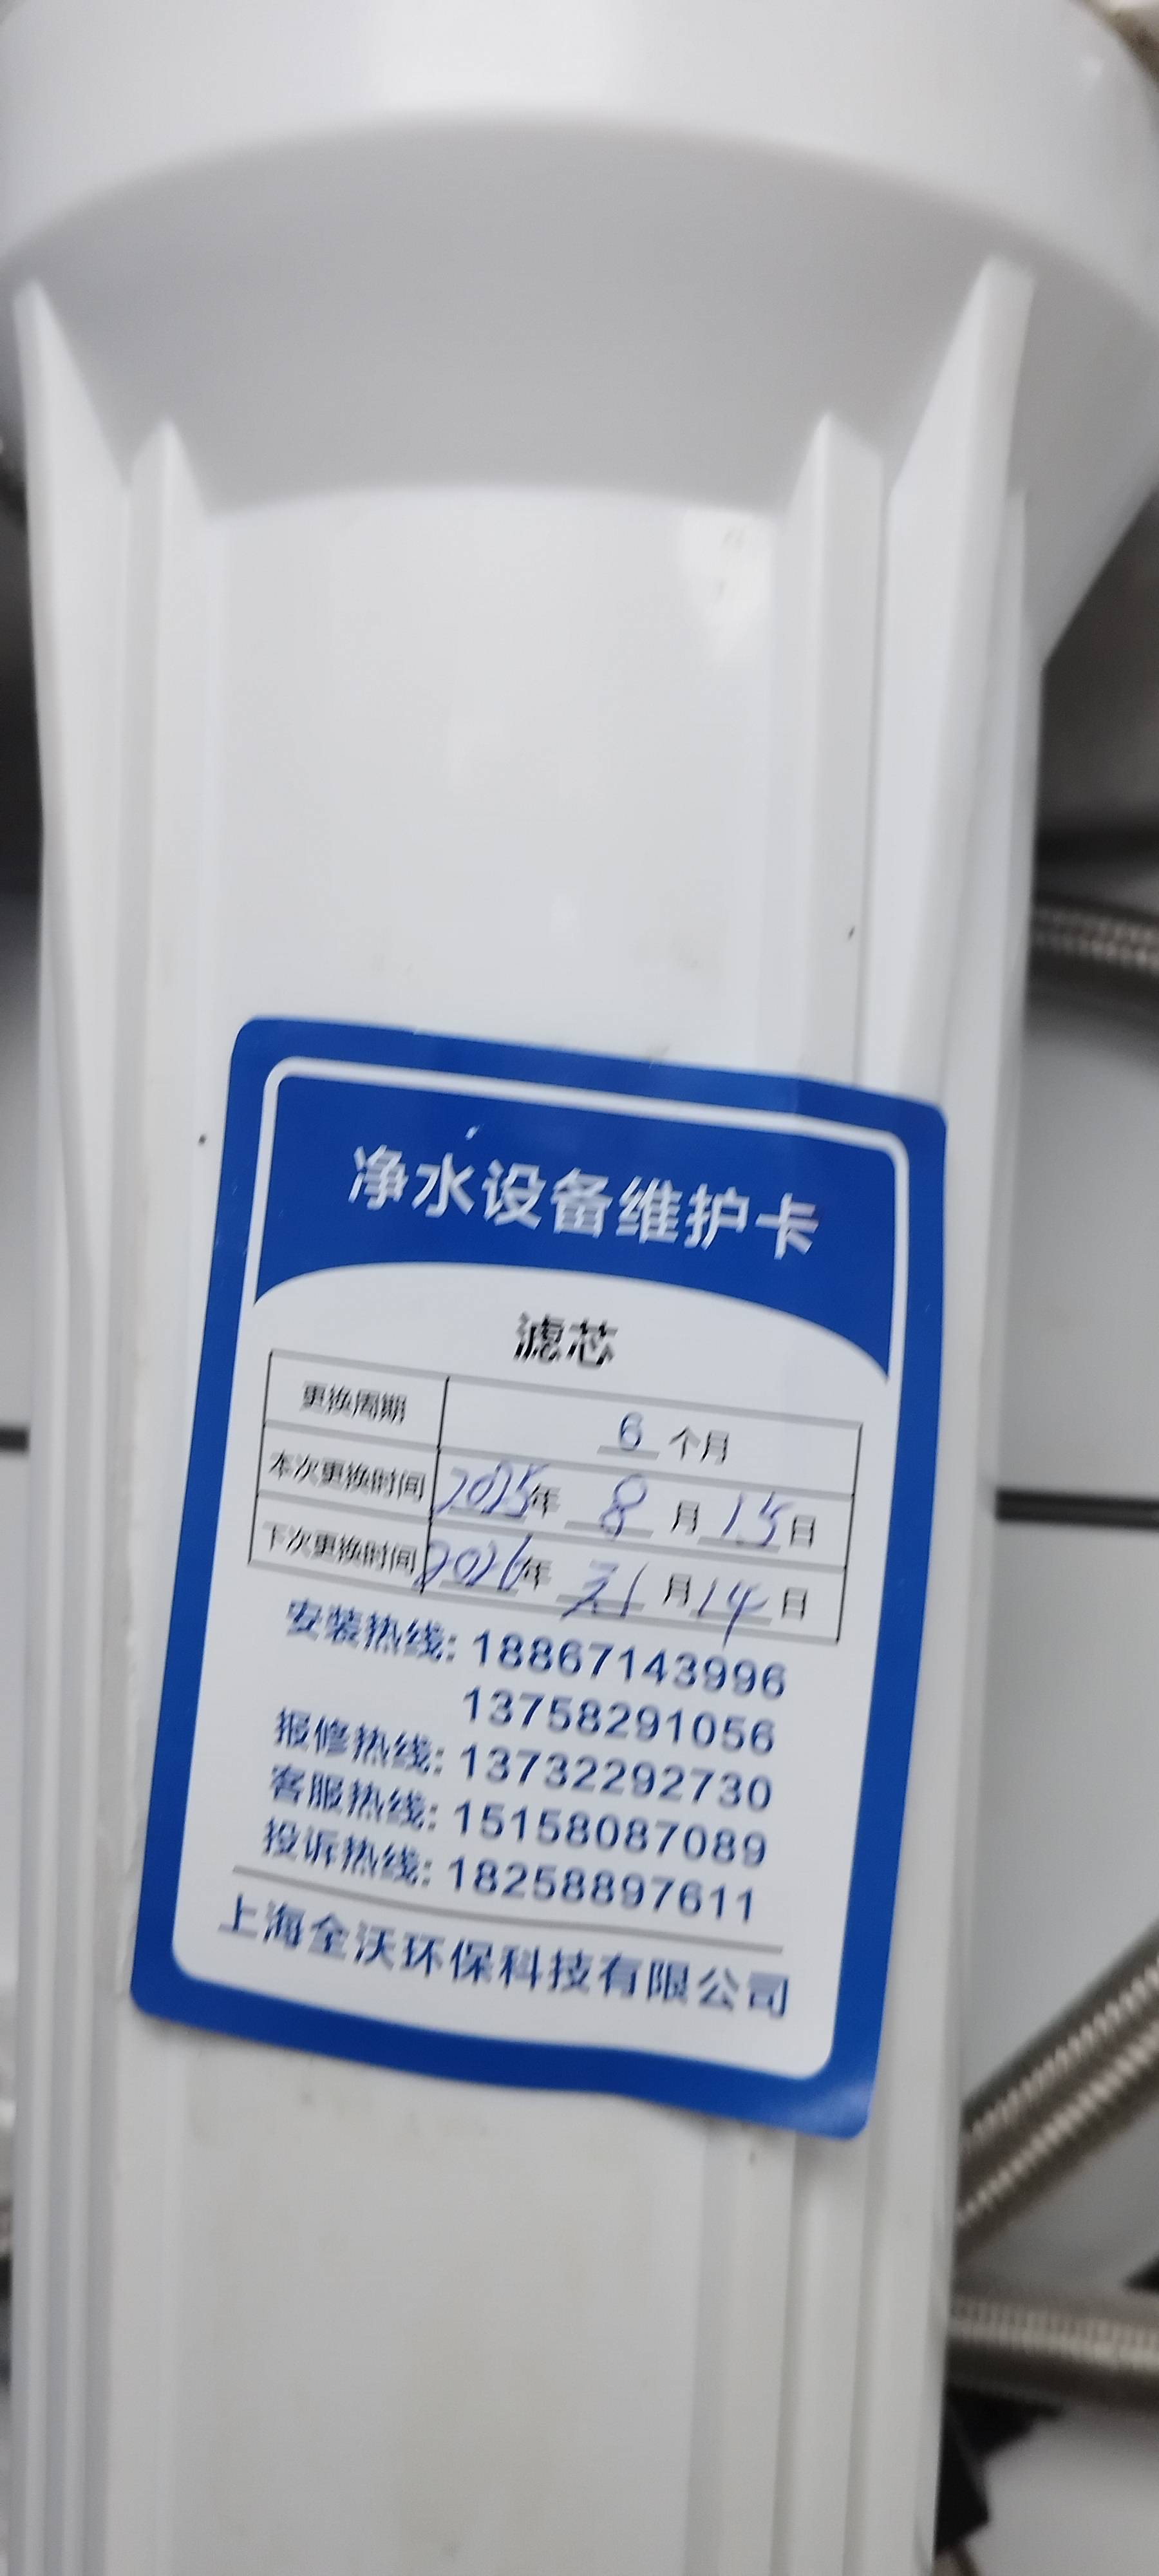 净水设备维护卡
滤芯
更换周期 6 个月
本次更换时间 2025年 8 月 15 日
下次更换时间 2026年 月 14 日
安装热线: 18867143996
13758291056
报修热线: 13732292730
客服热线: 15158087089
投诉热线: 18258897611
上海全沃环保科技有限公司